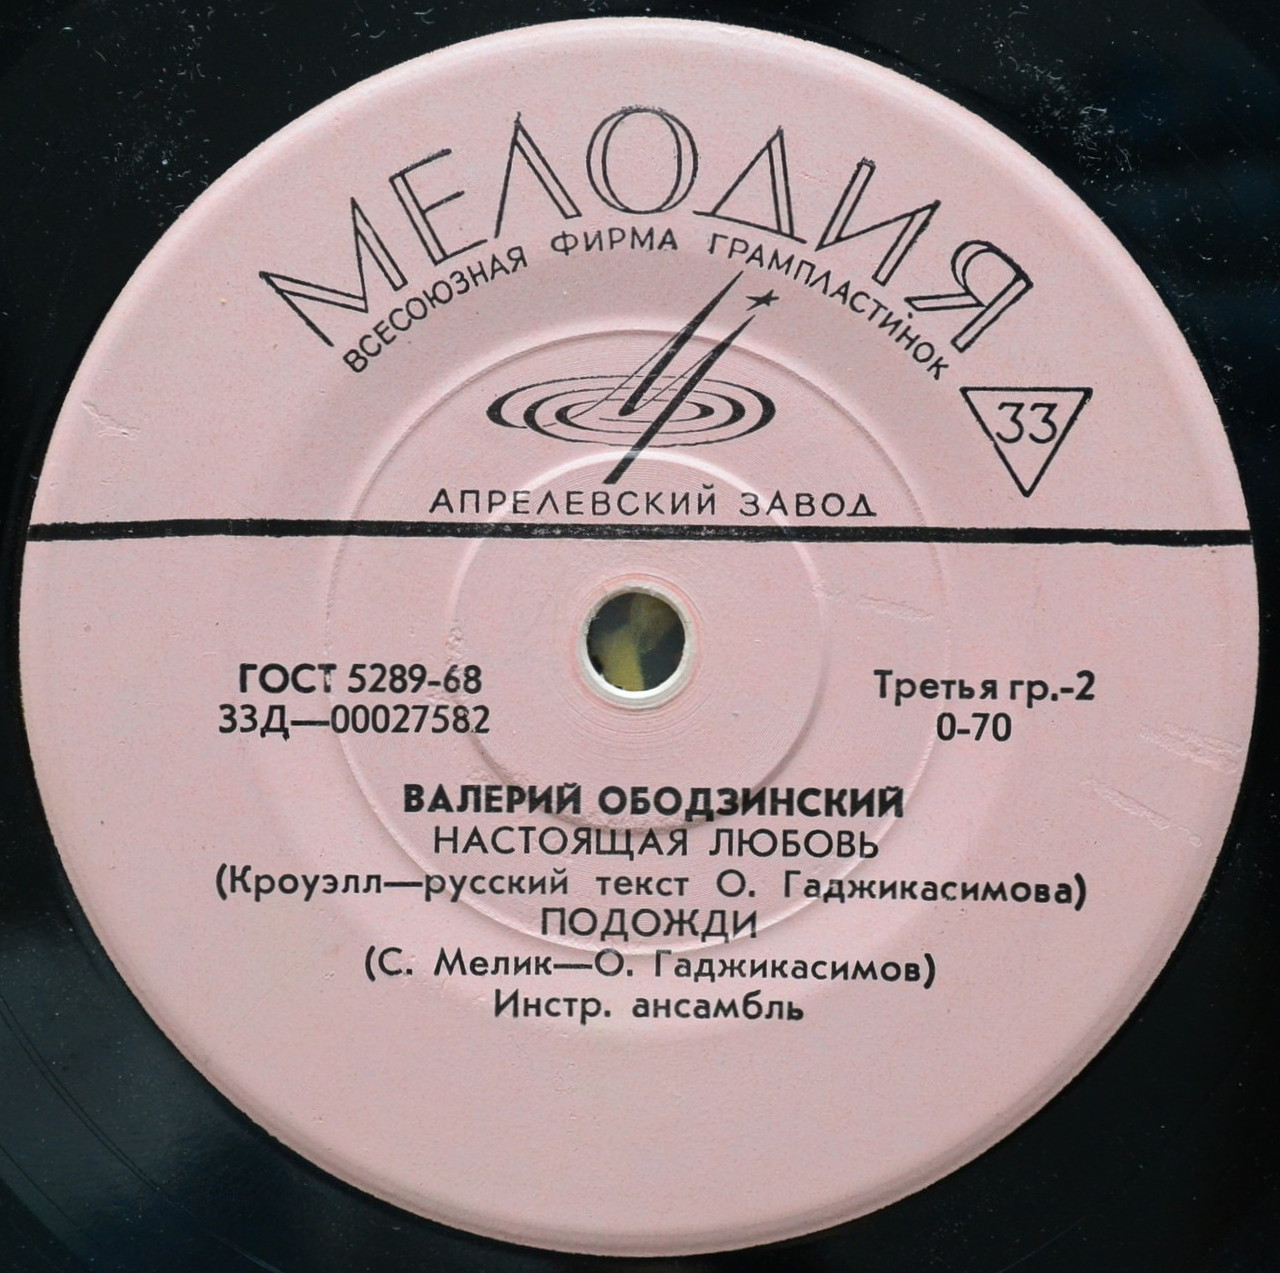 МЕЛОДИЯ
ВСЕСОЮЗНАЯ ФИРМА ГРАМПЛАСТИНОК
33
АПРЕЛЕВСКИЙ ЗАВОД
ГОСТ 5289-68
33Д—00027582
Третья гр.-2
0-70
ВАЛЕРИЙ ОБОДЗИНСКИЙ
НАСТОЯЩАЯ ЛЮБОВЬ
(Кроуэлл—русский текст О. Гаджикасимова)
ПОДОЖДИ
(С. Мелик—О. Гаджикасимов)
Инстр. ансамбль